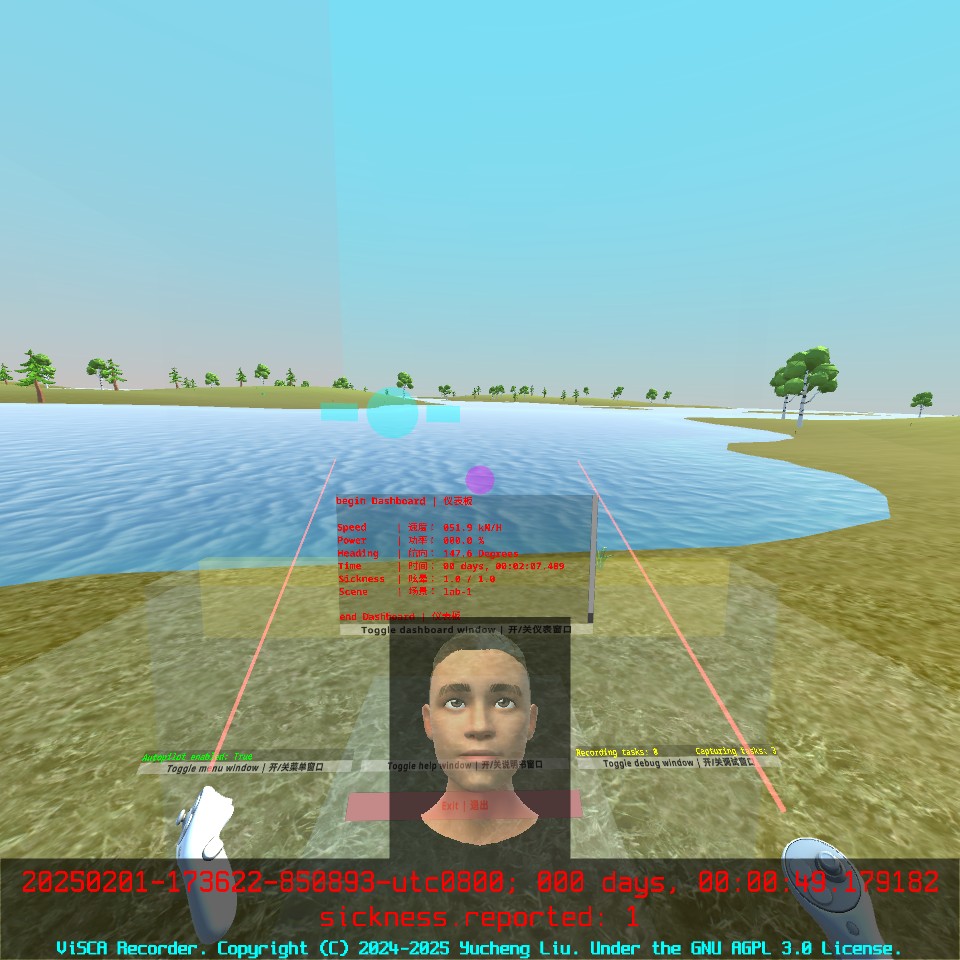 begin Dashboard | 仪表板
Speed | 速度: 051.9 kN/H
Power | 功率: 080.0 %
Heading | 航向: 147.6 Degrees
Time | 时间: 00 days, 00:02:07.489
Sickness | 眩晕: 1.0 / 1.0
Scene | 场景: lab-1
end Dashboard | 仪表板
Toggle dashboard window | 开/关仪表窗口
Autopilot enabled: True
Toggle menu window | 开/关菜单窗口
Toggle help window | 开/关说明书窗口
Recording tasks: 0 Capturing tasks: 3
Toggle debug window | 开/关调试窗口
Exit | 退出
20250201-173622-850893-utc0800; 000 days, 00:00:49.179182
sickness.reported: 1
ViSCA Recorder. Copyright (C) 2024-2025 Yucheng Liu. Under the GNU AGPL 3.0 License.